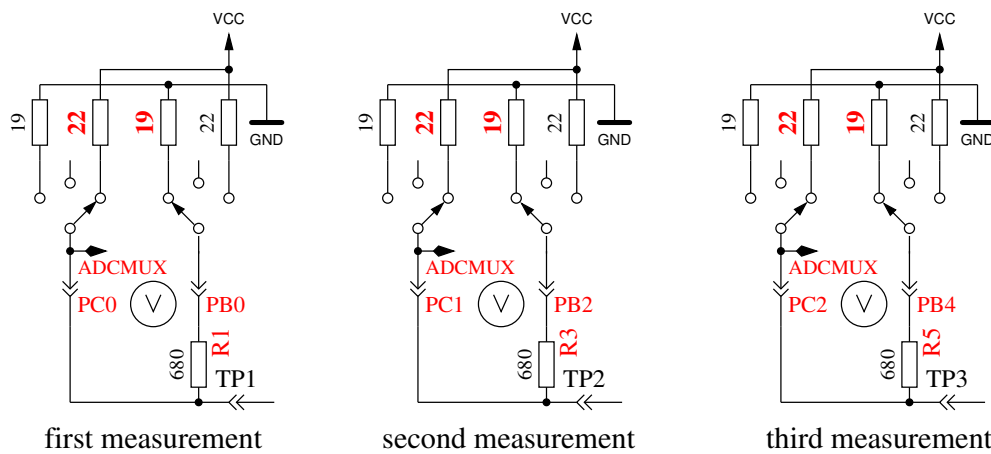 VCC
19
22
19
22
GND
ADCMUX
PC0
V
PB0
R1
680
TP1
first measurement
VCC
19
22
19
22
GND
ADCMUX
PC1
V
PB2
R3
680
TP2
second measurement
VCC
19
22
19
22
GND
ADCMUX
PC2
V
PB4
R5
680
TP3
third measurement